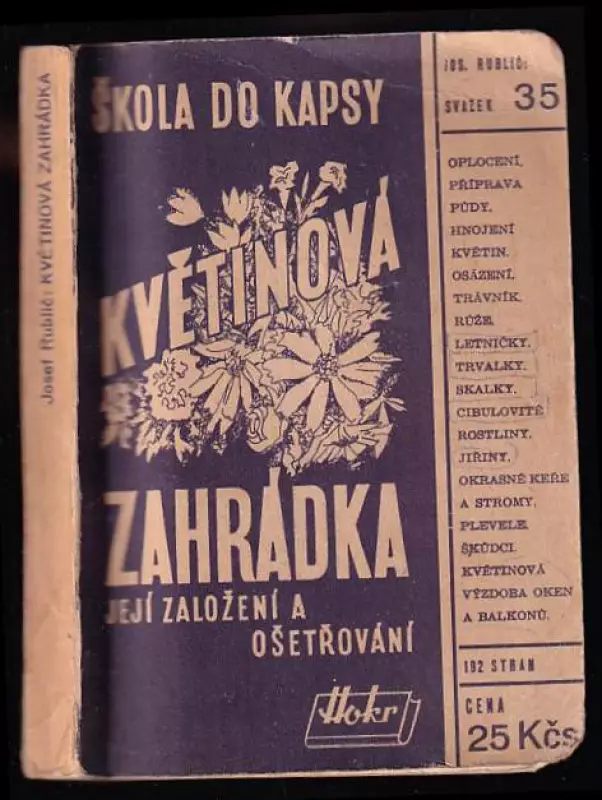 Josef Rublič: KVĚTINOVÁ ZAHRÁDKA
ŠKOLA DO KAPSY
KVĚTINOVÁ
ZAHRÁDKA
JEJÍ ZALOŽENÍ A
OŠETŘOVÁNÍ
Hokr
JOS. RUBLIČ:
SVAZEK 35
OPLOCENÍ,
PŘÍPRAVA
PŮDY,
HNOJENÍ
KVĚTIN,
OSÁZENÍ,
TRÁVNÍK,
RŮŽE,
LETNIČKY,
TRVALKY,
SKALKY,
CIBULOVITÉ
ROSTLINY,
JIŘINY,
OKRASNÉ KEŘE
A STROMY,
PLEVELE,
ŠKŮDCI,
KVĚTINOVÁ
VÝZDOBA OKEN
A BALKONŮ.
192 STRAN
CENA
25 Kčs